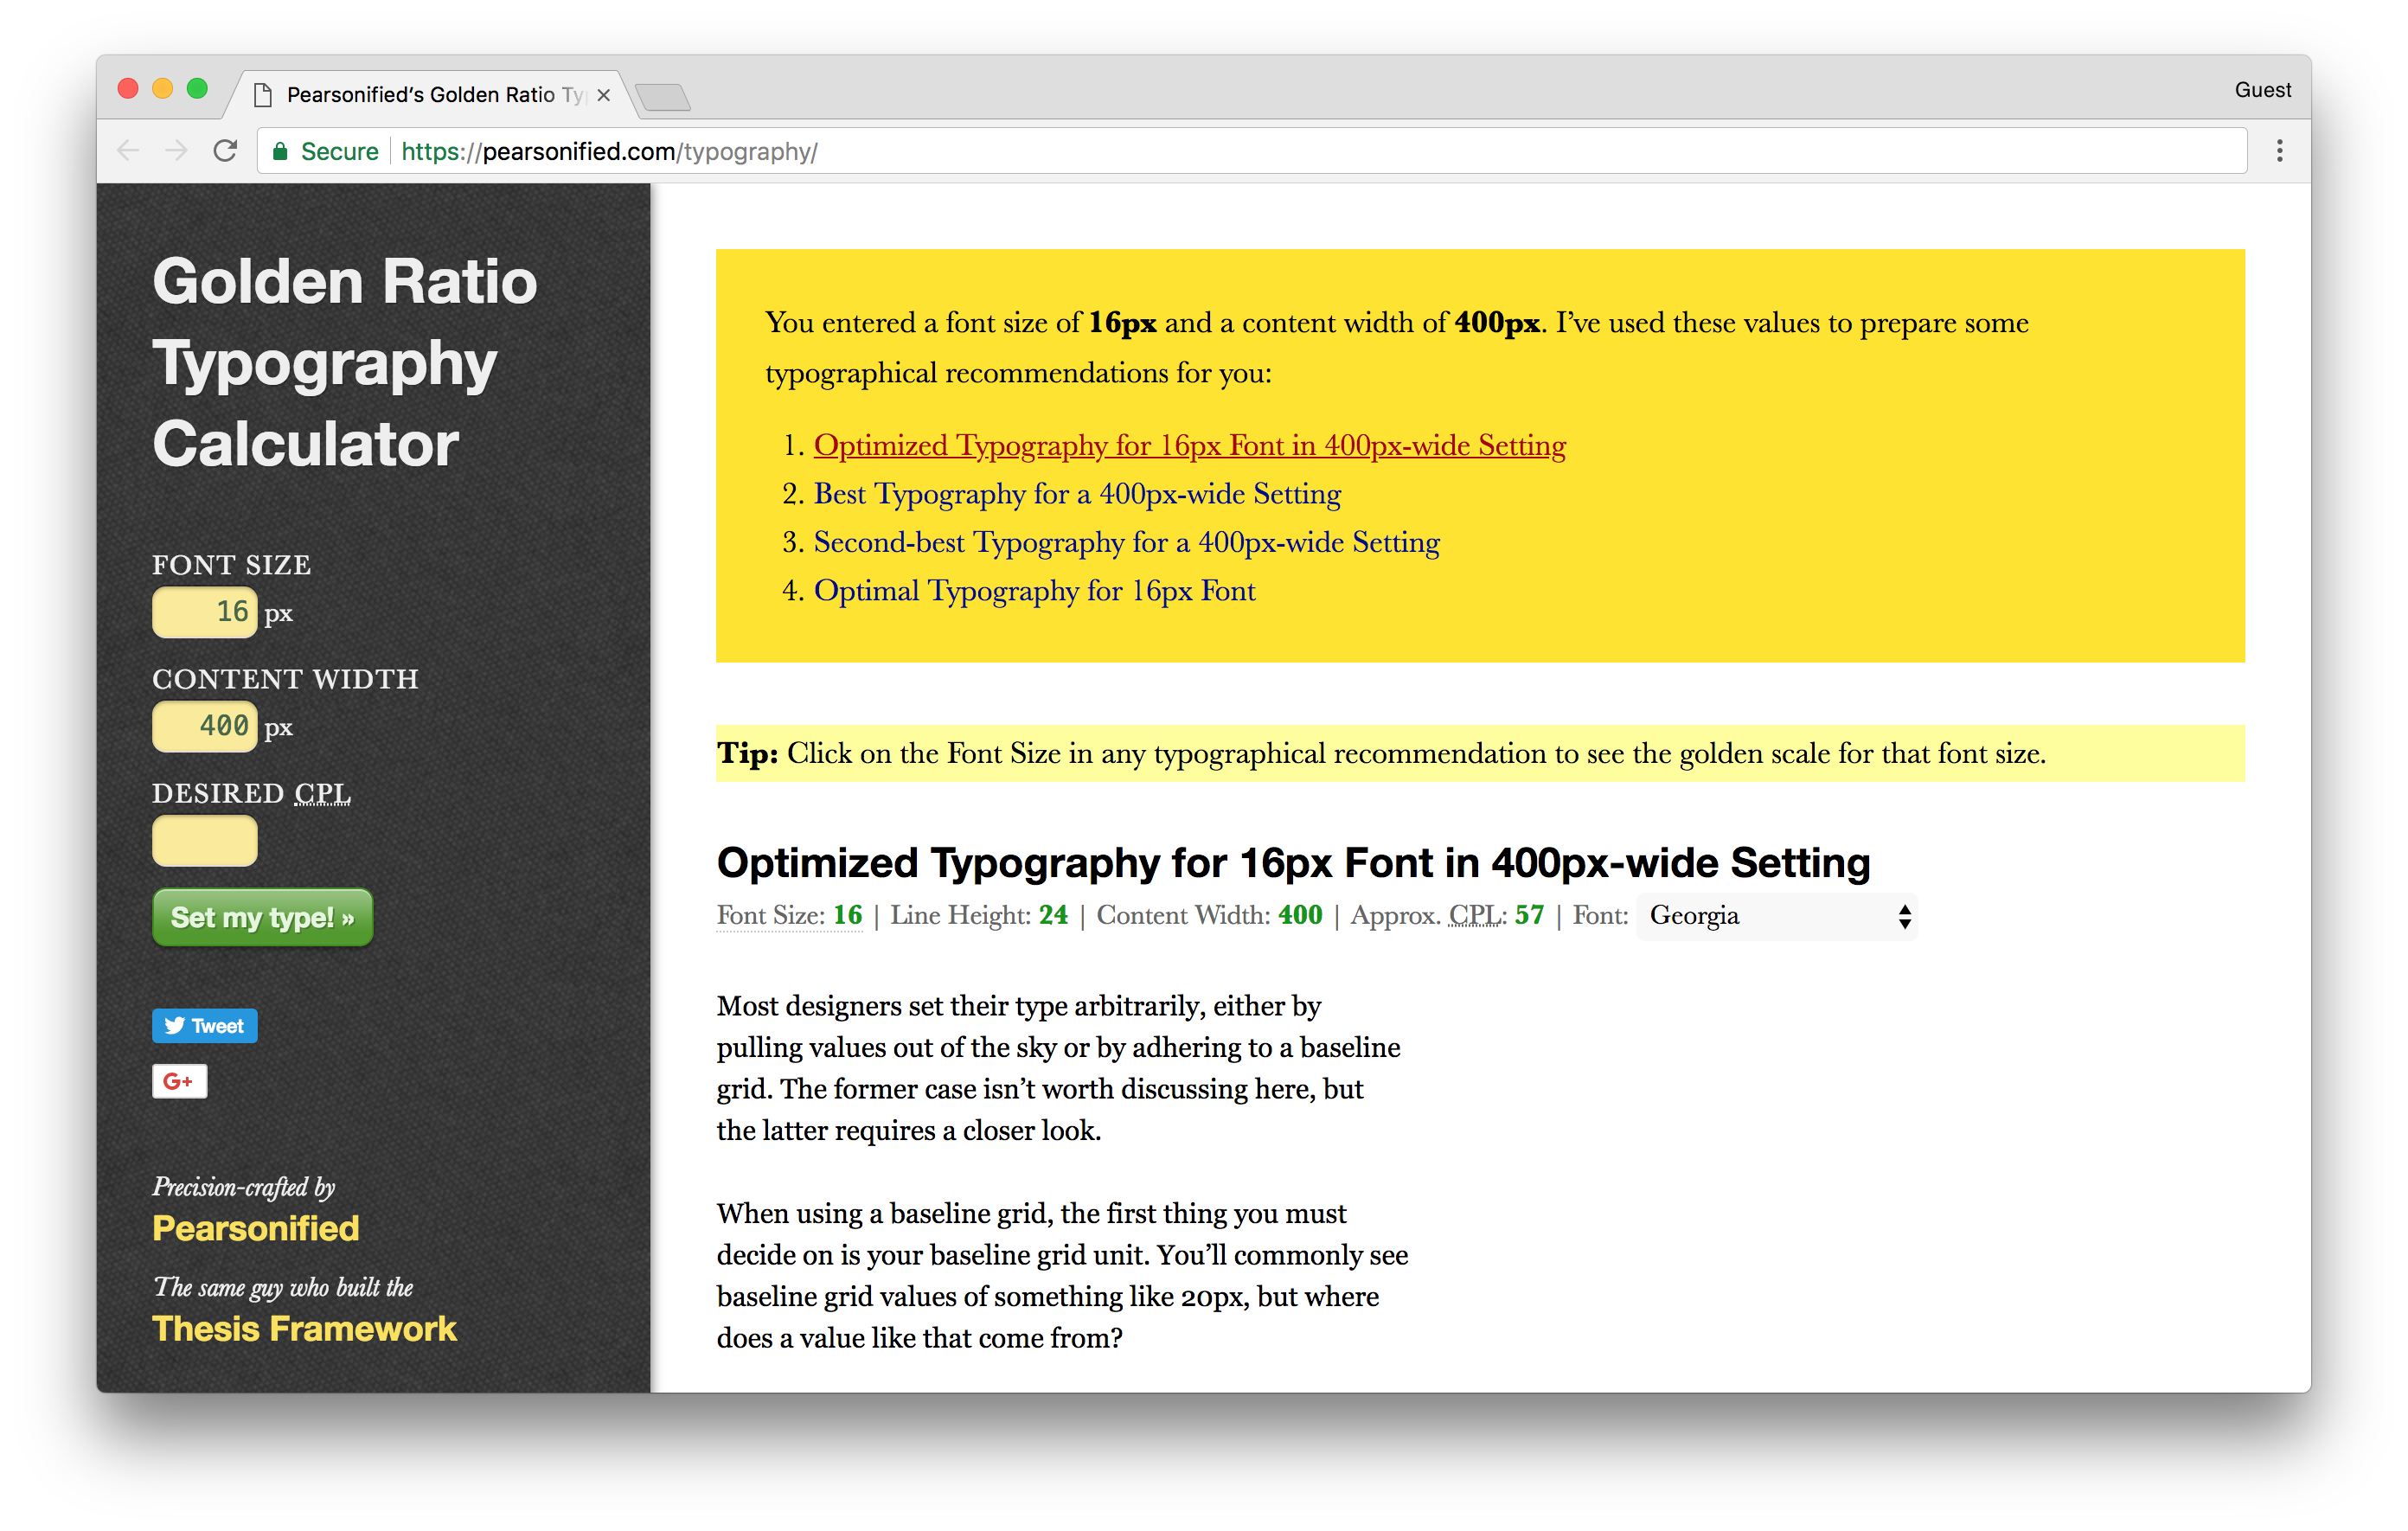 Pearsonified's Golden Ratio Ty
Guest
Secure https://pearsonified.com/typography/
Golden Ratio
Typography
Calculator
FONT SIZE
16 px
CONTENT WIDTH
400 px
DESIRED CPL
Set my type! »
Tweet
G+
Precision-crafted by
Pearsonified
The same guy who built the
Thesis Framework
You entered a font size of 16px and a content width of 400px. I’ve used these values to prepare some
typographical recommendations for you:
1. Optimized Typography for 16px Font in 400px-wide Setting
2. Best Typography for a 400px-wide Setting
3. Second-best Typography for a 400px-wide Setting
4. Optimal Typography for 16px Font
Tip: Click on the Font Size in any typographical recommendation to see the golden scale for that font size.
Optimized Typography for 16px Font in 400px-wide Setting
Font Size: 16 | Line Height: 24 | Content Width: 400 | Approx. CPL: 57 | Font: Georgia
Most designers set their type arbitrarily, either by
pulling values out of the sky or by adhering to a baseline
grid. The former case isn’t worth discussing here, but
the latter requires a closer look.
When using a baseline grid, the first thing you must
decide on is your baseline grid unit. You’ll commonly see
baseline grid values of something like 20px, but where
does a value like that come from?